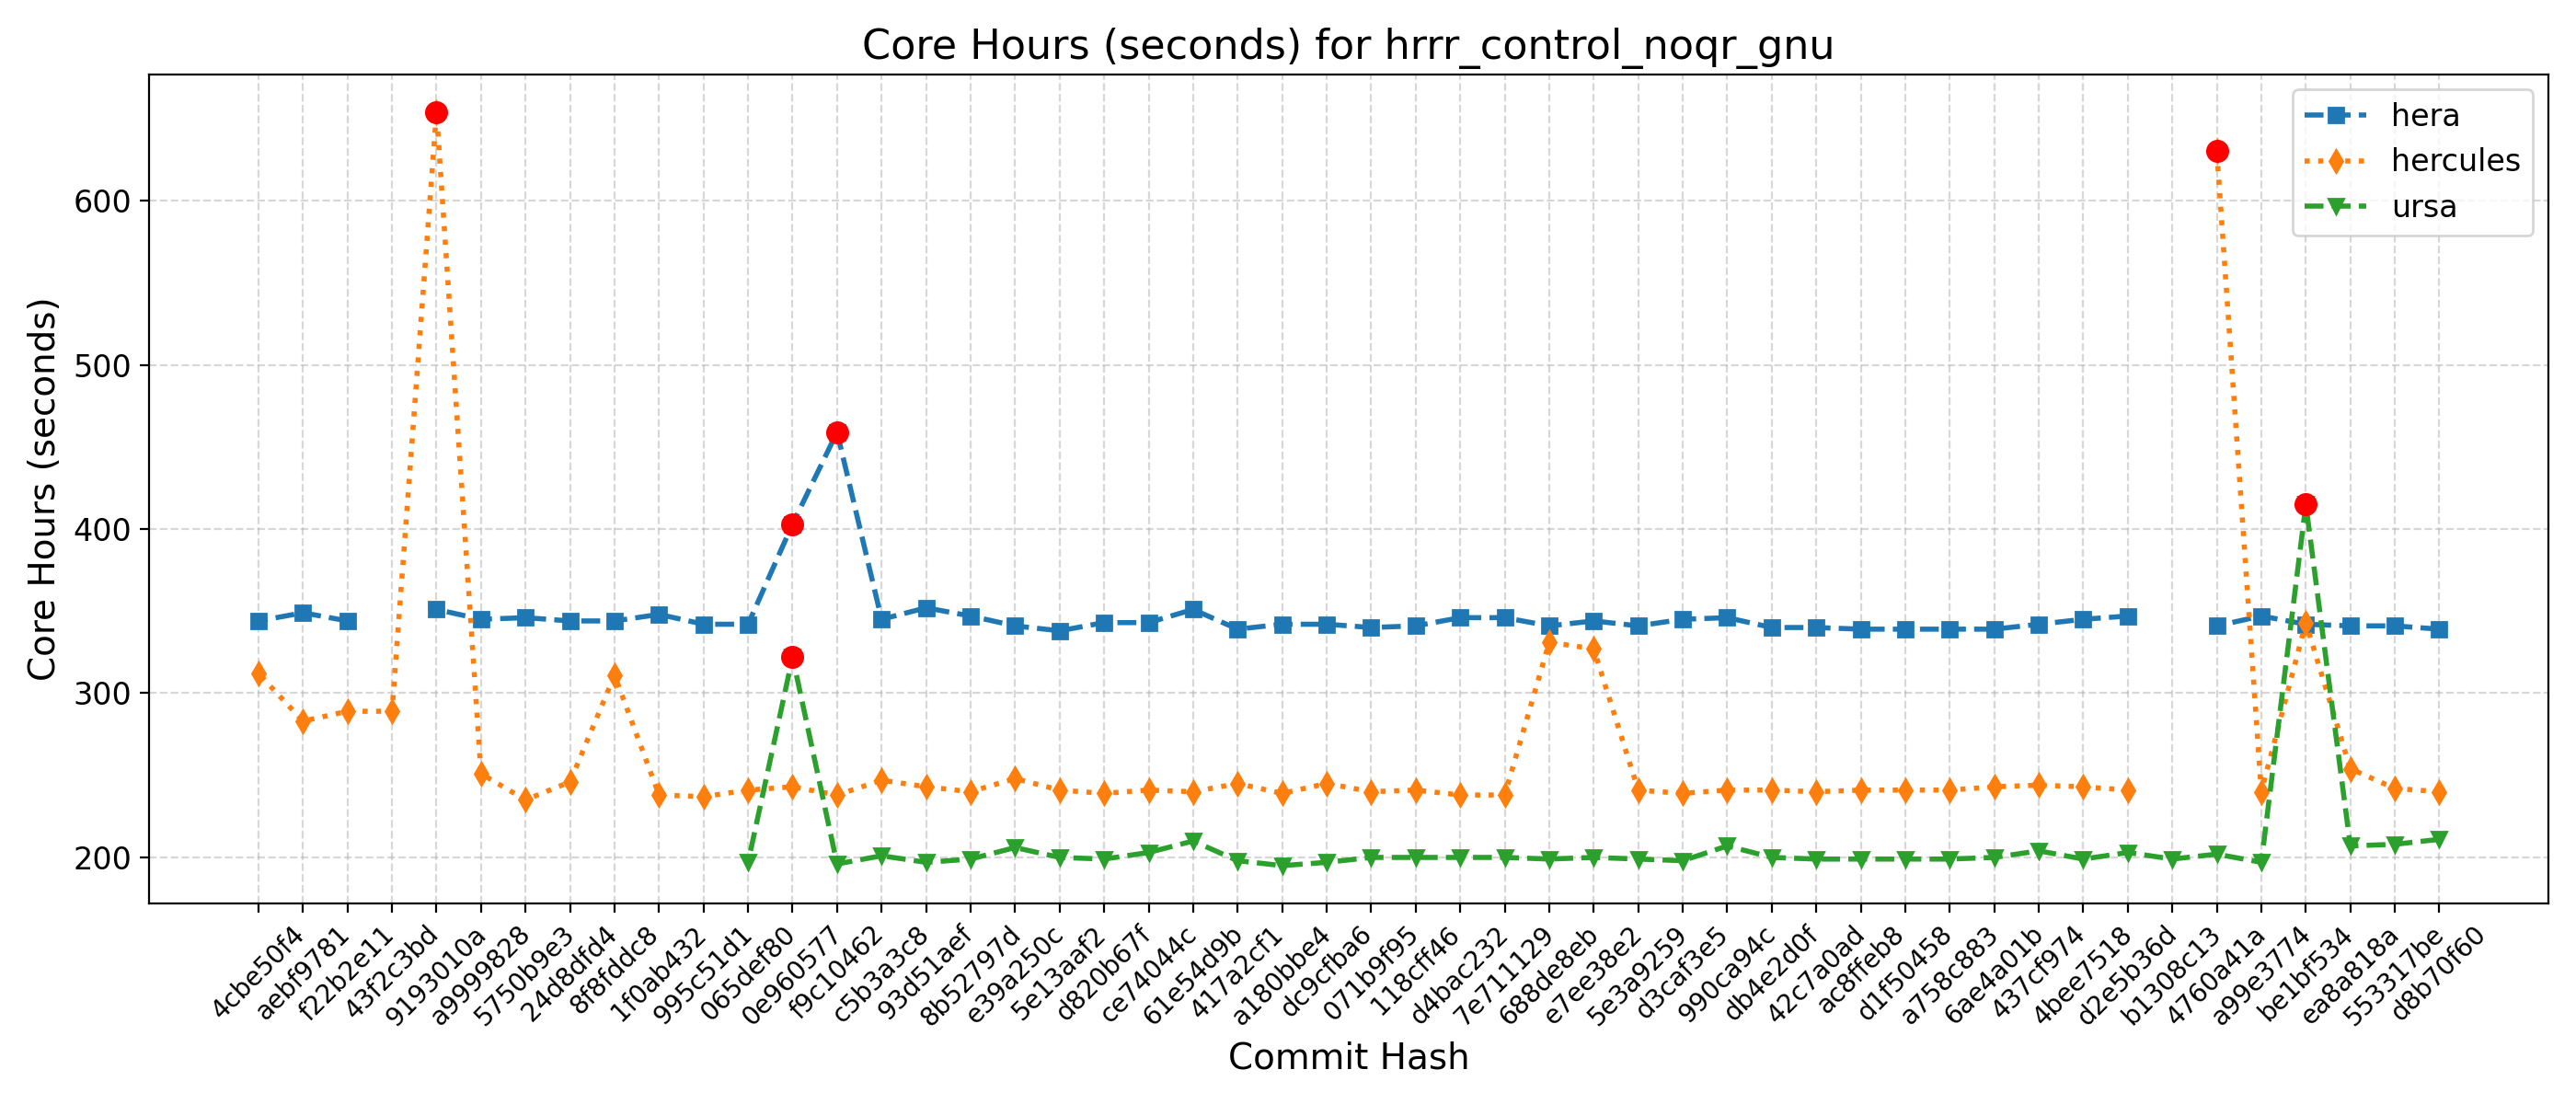 Core Hours (seconds) for hrrr_control_noqr_gnu
hera
hercules
ursa
Core Hours (seconds)
600
500
400
300
200
4cbe50f4
aebf9781
f22b2e11
43f2c3bd
9193010a
a9999828
5750b9e3
24d8dfd4
8f8fddc8
1f0ab432
995c51d1
065def80
0e960577
f9c10462
c5b3a3c8
93d51aef
8b52797d
e39a250c
5e13aaf2
d820b67f
ce74044c
61e54d9b
417a2cf1
a180bbe4
dc9cfba6
071b9f95
118cff46
d4bac232
7e711129
688de8eb
e7ee38e2
5e3a9259
d3caf3e5
990ca94c
db4e2d0f
42c7a0ad
ac8ffeb8
d1f50458
a758c883
6ae4a01b
437cf974
4bee7518
d2e5b36d
b1308c13
4760a41a
a99e3774
be1bf534
ea8a818a
553317be
d8b70f60
Commit Hash